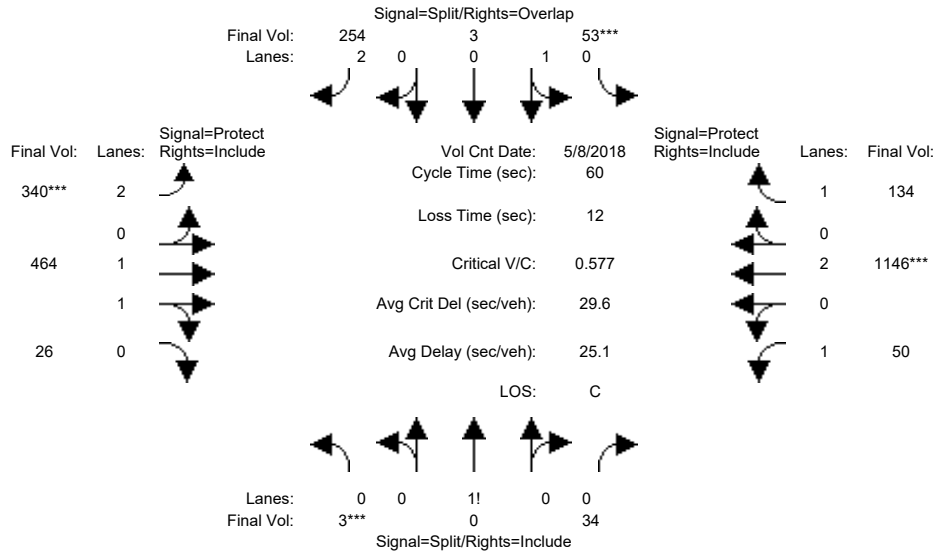 Signal=Split/Rights=Overlap
Final Vol: 254 3 53***
Lanes: 2 0 0 1 0
Signal=Protect Signal=Protect
Final Vol: Lanes: Rights=Include Vol Cnt Date: 5/8/2018 Rights=Include Lanes: Final Vol:
Cycle Time (sec): 60
340*** 2 1 134
Loss Time (sec): 12
0 0
464 1 Critical V/C: 0.577 2 1146***
1 Avg Crit Del (sec/veh): 29.6 0
26 0 Avg Delay (sec/veh): 25.1 1 50
LOS: C
Lanes: 0 0 1! 0 0
Final Vol: 3*** 0 34
Signal=Split/Rights=Include